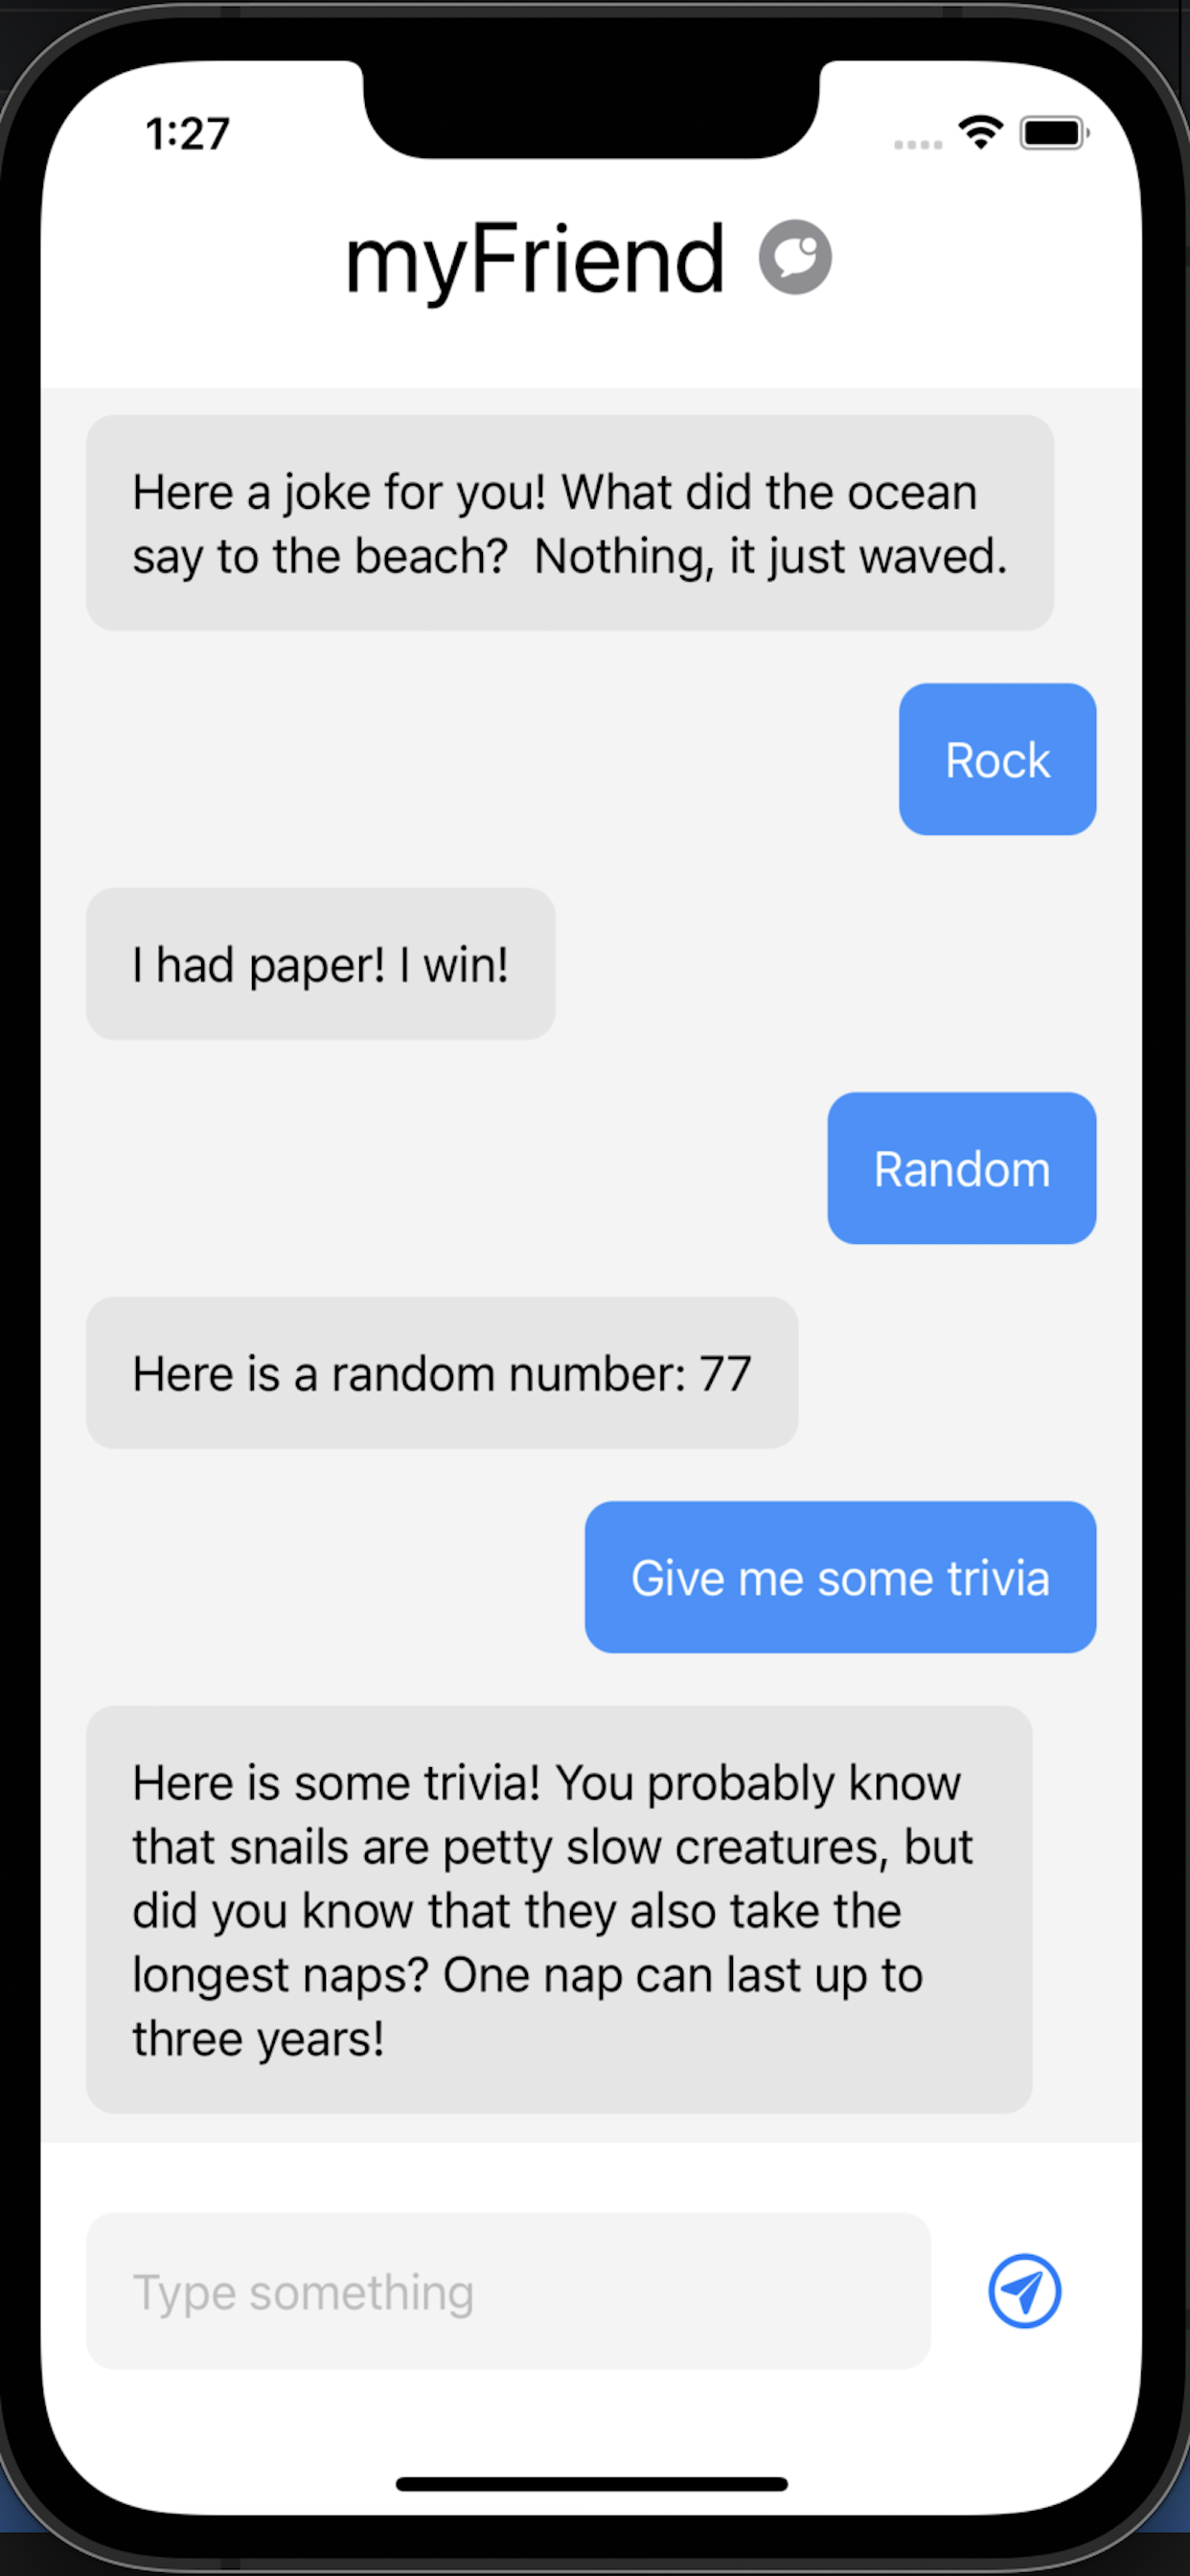 1:27
myFriend
Here a joke for you! What did the ocean
say to the beach?  Nothing, it just waved.
Rock
I had paper! I win!
Random
Here is a random number: 77
Give me some trivia
Here is some trivia! You probably know
that snails are petty slow creatures, but
did you know that they also take the
longest naps? One nap can last up to
three years!
Type something